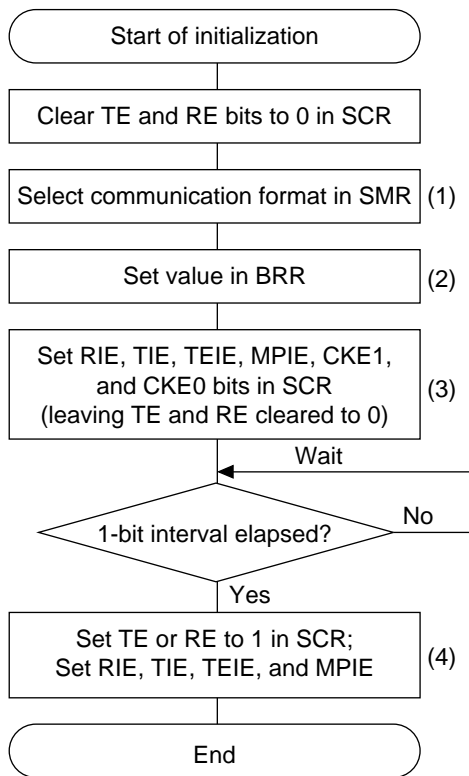 Start of initialization
Clear TE and RE bits to 0 in SCR
Select communication format in SMR
(1)
Set value in BRR
(2)
Set RIE, TIE, TEIE, MPIE, CKE1,
and CKE0 bits in SCR
(leaving TE and RE cleared to 0)
(3)
Wait
1-bit interval elapsed?
No
Yes
Set TE or RE to 1 in SCR;
Set RIE, TIE, TEIE, and MPIE
(4)
End